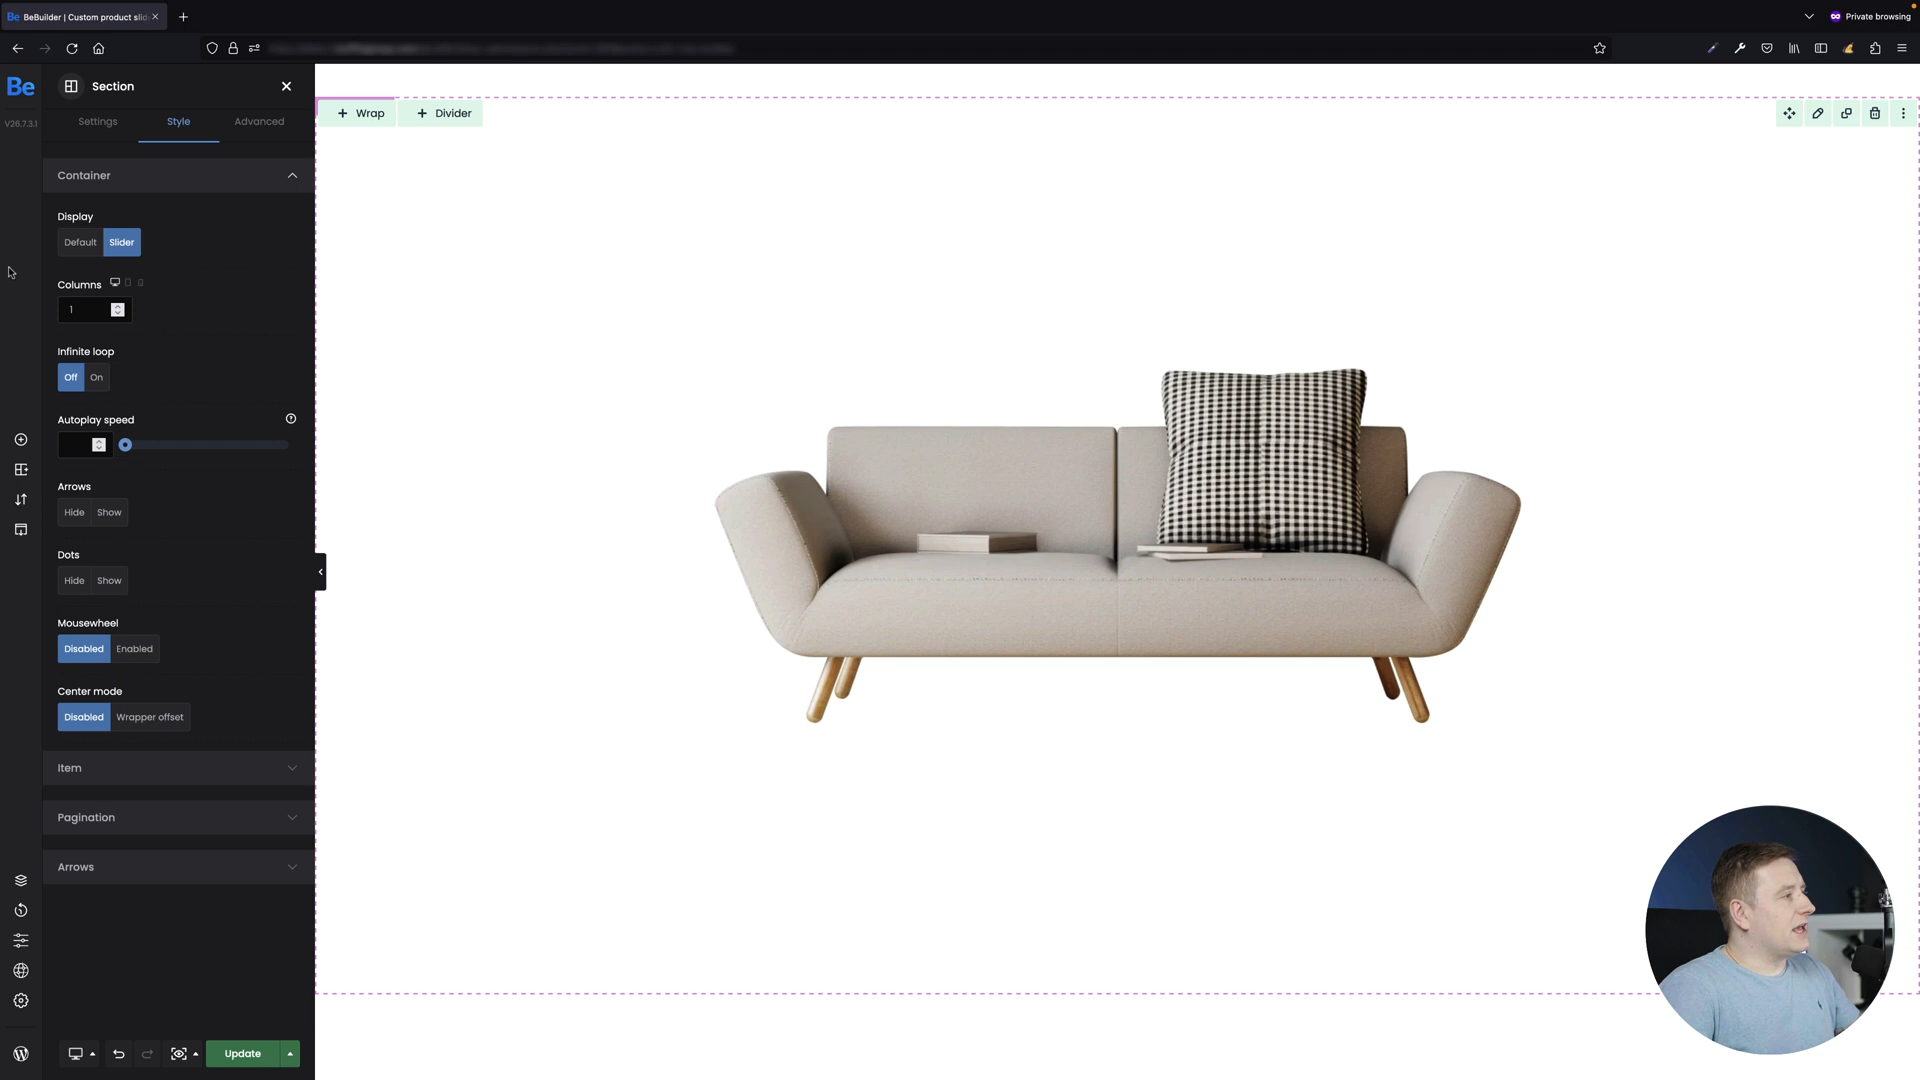 Be BeBuilder | Custom product slid
Private browsing
Be
V26.7.3.1
Section
Settings Style Advanced
+ Wrap + Divider
Container
Display
Default Slider
Columns
1
Infinite loop
Off On
Autoplay speed
Arrows
Hide Show
Dots
Hide Show
Mousewheel
Disabled Enabled
Center mode
Disabled Wrapper offset
Item
Pagination
Arrows
Update